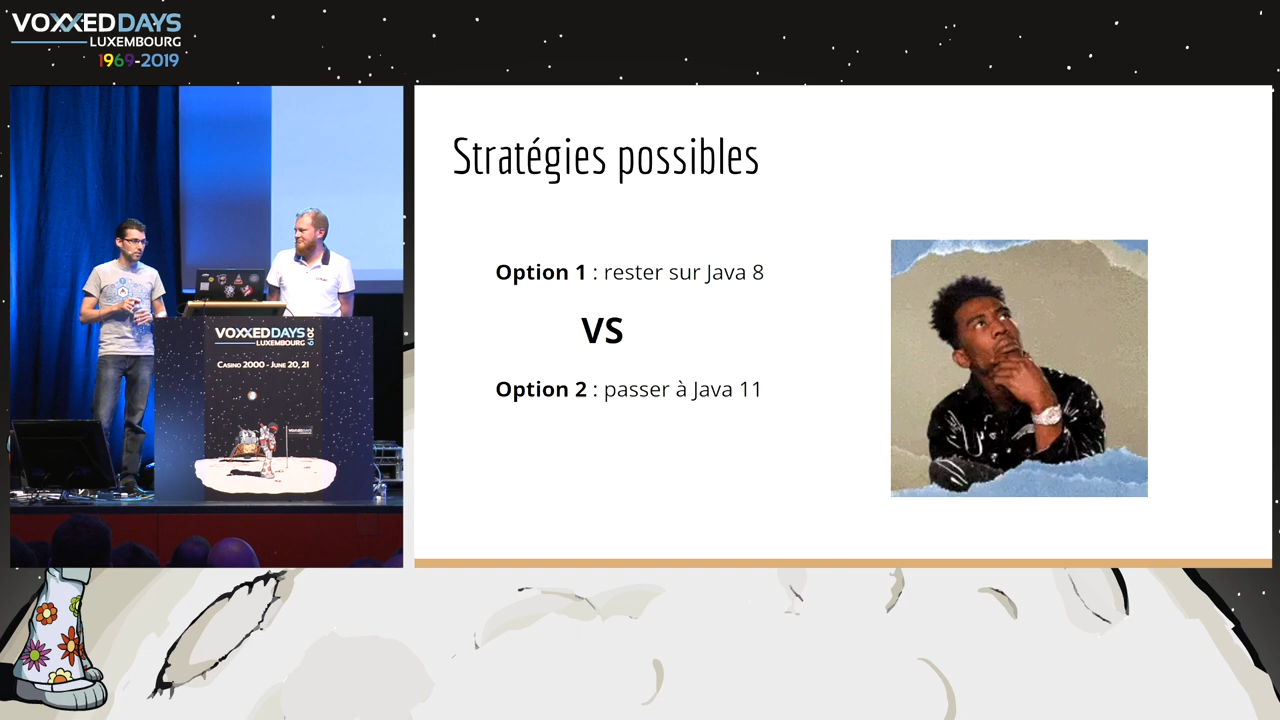 VOXXEDDAYS
LUXEMBOURG
1969-2019
Stratégies possibles
Option 1 : rester sur Java 8
VS
Option 2 : passer à Java 11
VOXXEDDAYS
LUXEMBOURG
2019
CASINO 2000 - JUNE 20, 21